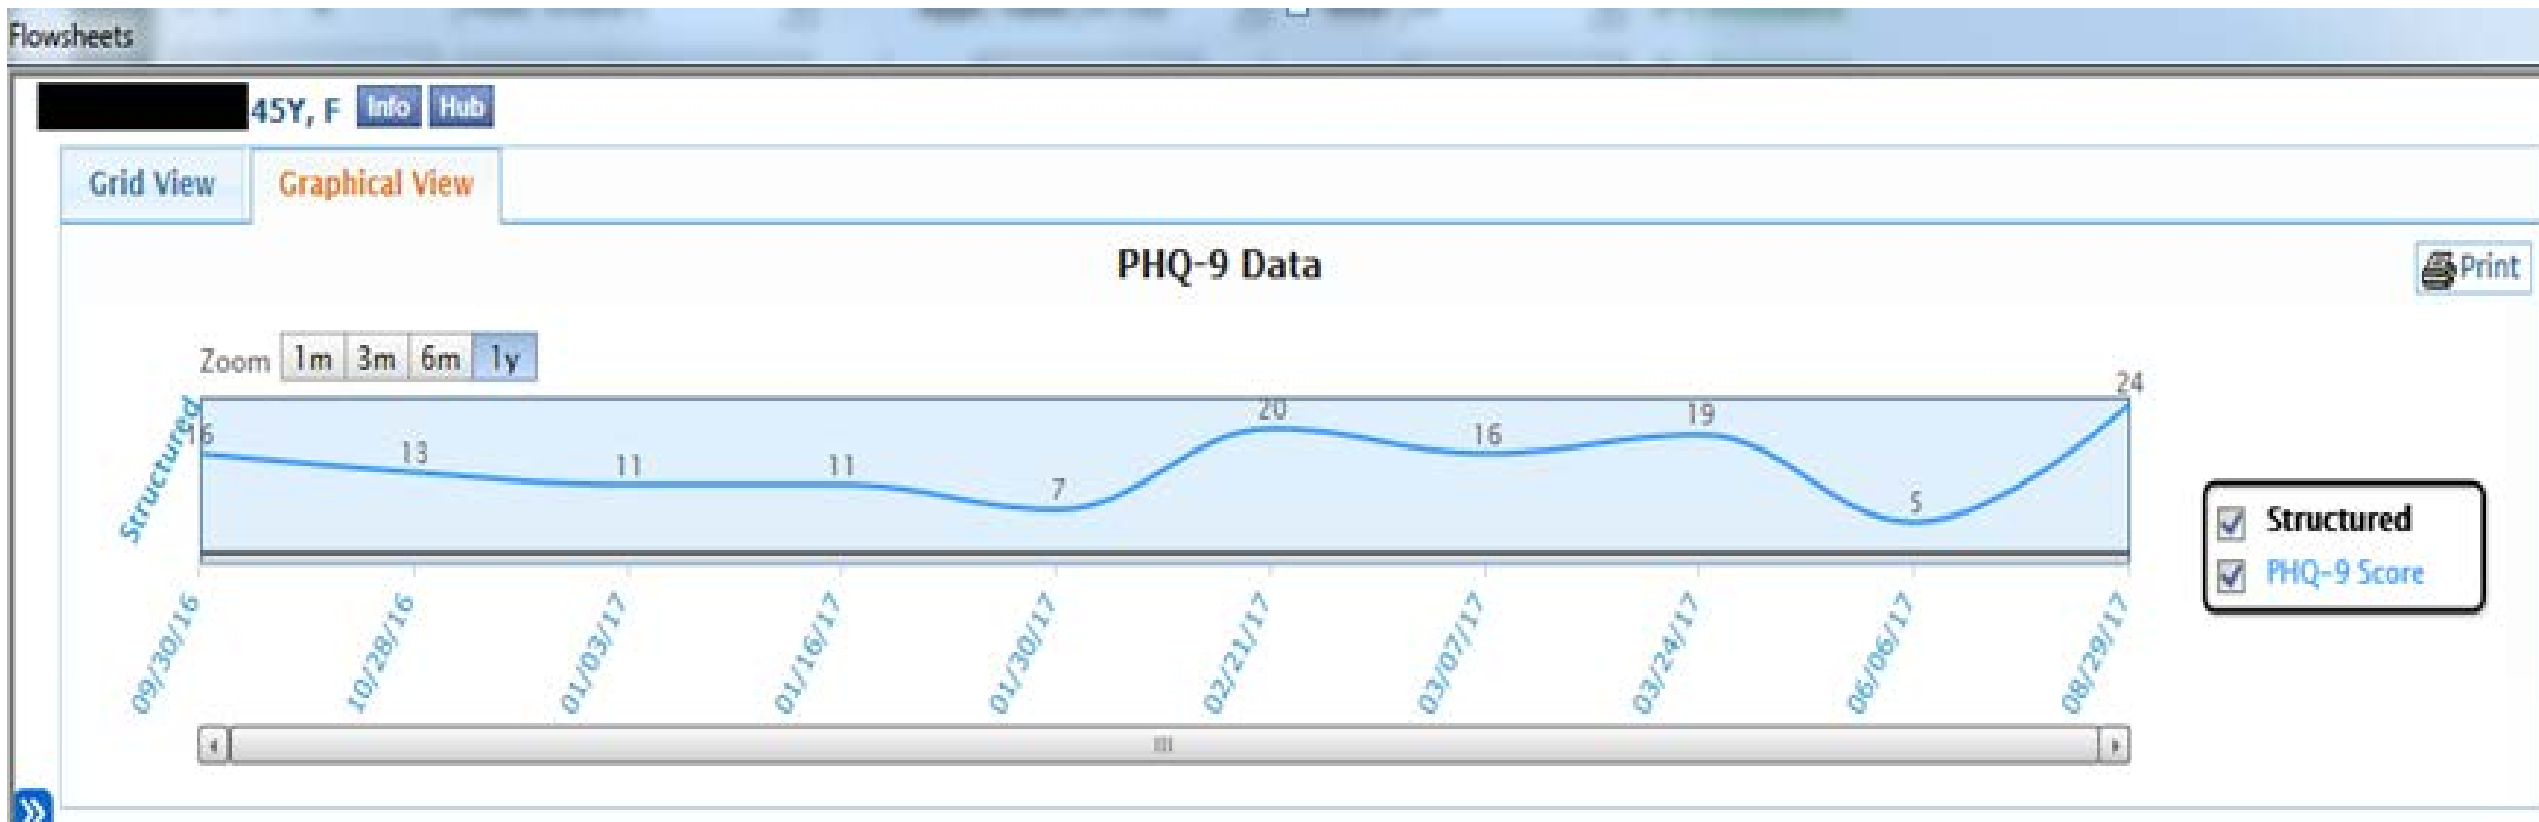 Flowsheets
45Y, F Info Hub
Grid View Graphical View
PHQ-9 Data
Print
Zoom 1m 3m 6m 1y
Structured
16 13 11 11 7 20 16 19 5 24
Structured
PHQ-9 Score
09/30/16 10/28/16 01/03/17 01/16/17 01/30/17 02/21/17 03/07/17 03/24/17 06/06/17 08/29/17